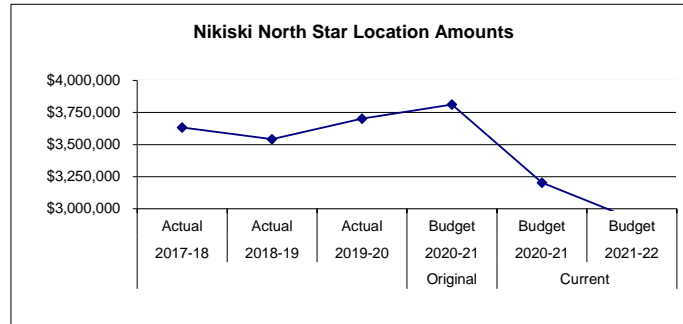 Nikiski North Star Location Amounts
$4,000,000
$3,750,000
$3,500,000
$3,250,000
$3,000,000
Actual Actual Actual Budget Budget Budget
2017-18 2018-19 2019-20 2020-21 2020-21 2021-22
Original Current